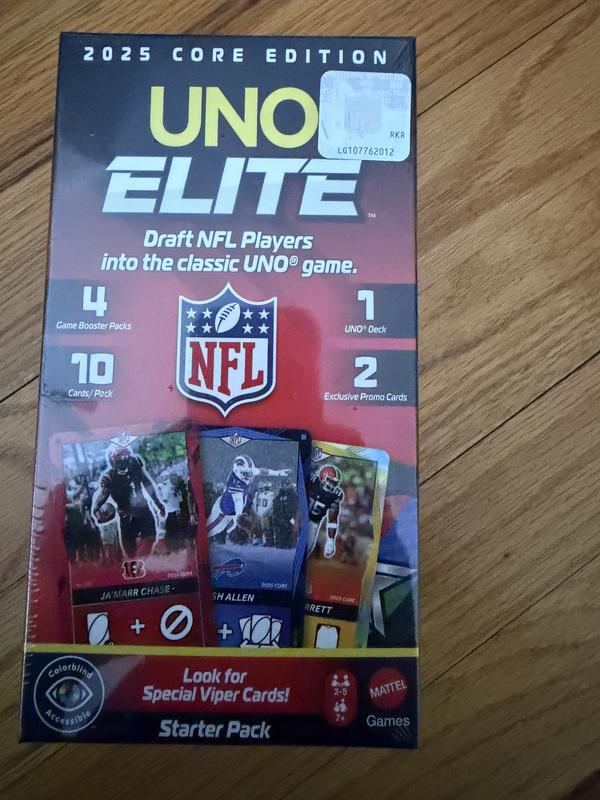 2025 CORE EDITION
UNO
RKR
LG107762012
ELITE™
Draft NFL Players
into the classic UNO® game.
4
Game Booster Packs
1
UNO® Deck
NFL
10
Cards/Pack
2
Exclusive Promo Cards
2025 CORE
JA'MARR CHASE
+
2025 CORE
SH ALLEN
+
2025 CORE
RRETT
Colorblind
Accessible
Look for
Special Viper Cards!
2-5
7+
MATTEL
Games
Starter Pack